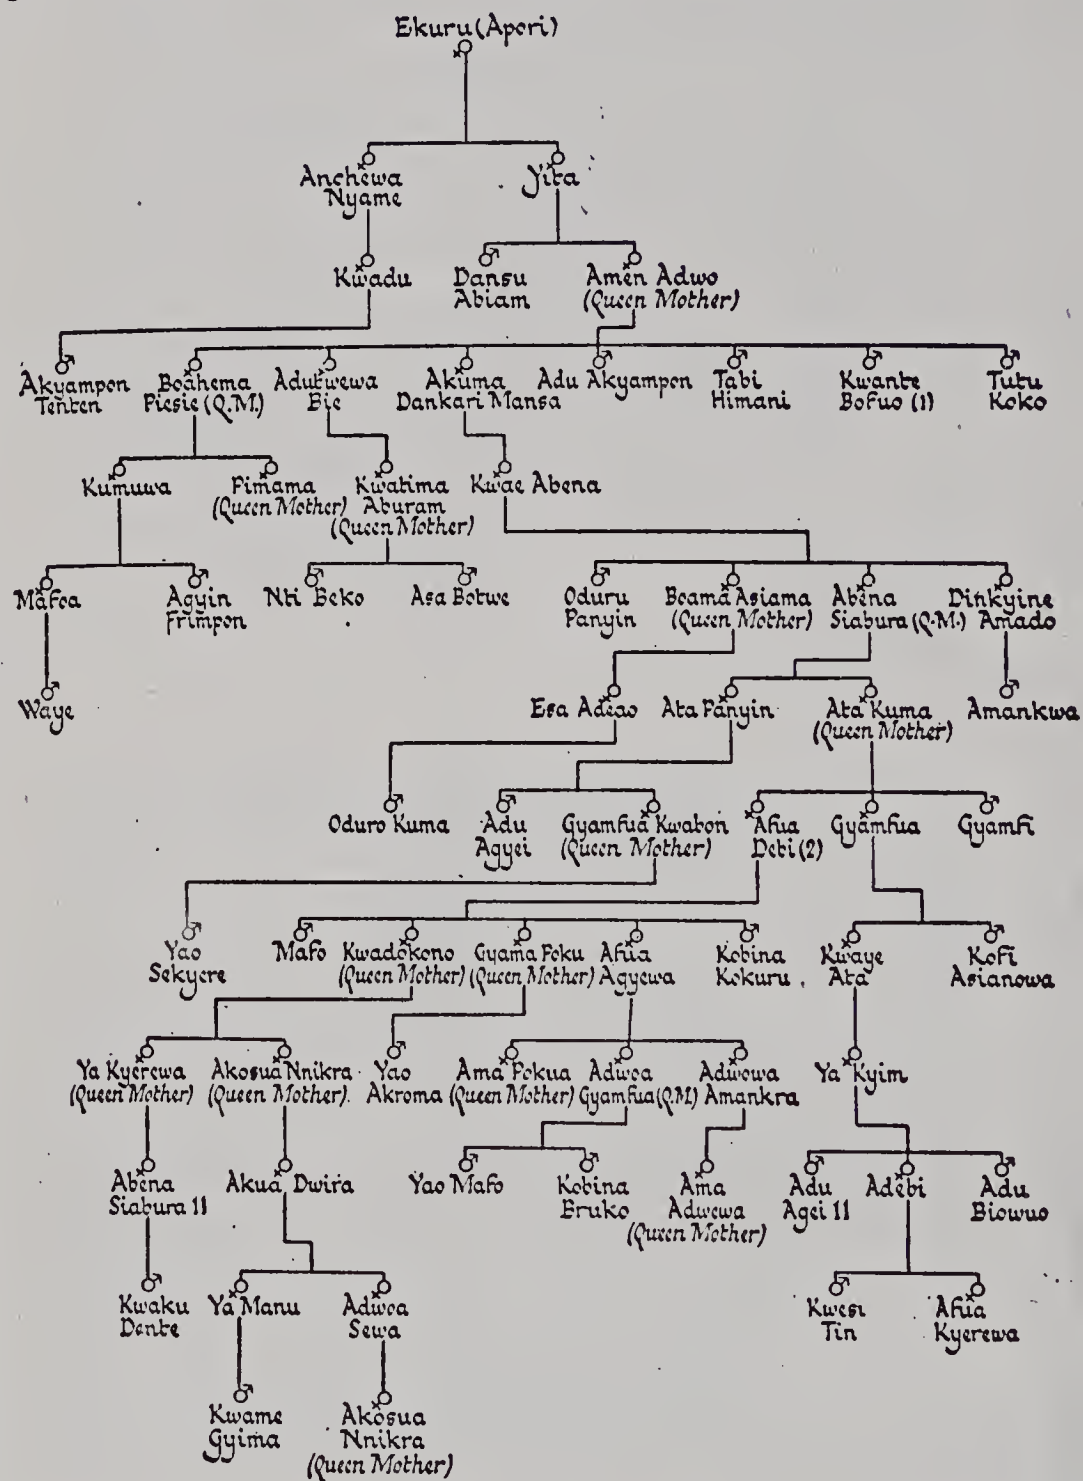 Ekuru (Apori)
Anchewa
Nyame
Yita
Kwadu
Dansu
Abiam
Amen Adwo
(Queen Mother)
Akyampon
Tenten
Boahema
Piesie (Q.M.)
Adutwewa
Bie
Akuma
Dankari Mansa
Adu Akyampon
Tabi
Himani
Kwante
Bofuo (1)
Tutu
Koko
Kumuwa
Pimama
(Queen Mother)
Kwatima
Aburam
(Queen Mother)
Kwae Abena
Mafoa
Agyin
Frimpon
Nti Beko
Asa Botwe
Oduru
Panyin
Boama Asiama
(Queen Mother)
Abena
Siabura (Q.M.)
Dinkyine
Amado
Waye
Esa Adeao
Ata Panyin
Ata Kuma
(Queen Mother)
Amankwa
Oduro Kuma
Adu
Agyei
Gyamfua Kwabon
(Queen Mother)
Afua
Debi (2)
Gyamfua
Gyamfi
Yao
Sekyere
Mafo
Kwadokono
(Queen Mother)
Gyama Foku
(Queen Mother)
Afua
Agyewa
Kobina
Kokuru
Kwaye
Ata
Kofi
Asianowa
Ya Kyerewa
(Queen Mother)
Akosua Nnikra
(Queen Mother).
Yao
Akroma
Ama Fokua
(Queen Mother)
Adwoa
Gyamfua (Q.M.)
Adwowa
Amankra
Ya Kyim
Abena
Siabura 11
Akua Dwira
Yao Mafo
Kobina
Bruko
Ama
Adwewa
(Queen Mother)
Adu
Agei 11
Adebi
Adu
Biowuo
Kwaku
Dente
Ya Manu
Adwoa
Sewa
Kwesi
Tin
Afua
Kyerewa
Kwame
Gyima
Akosua
Nnikra
(Queen Mother)